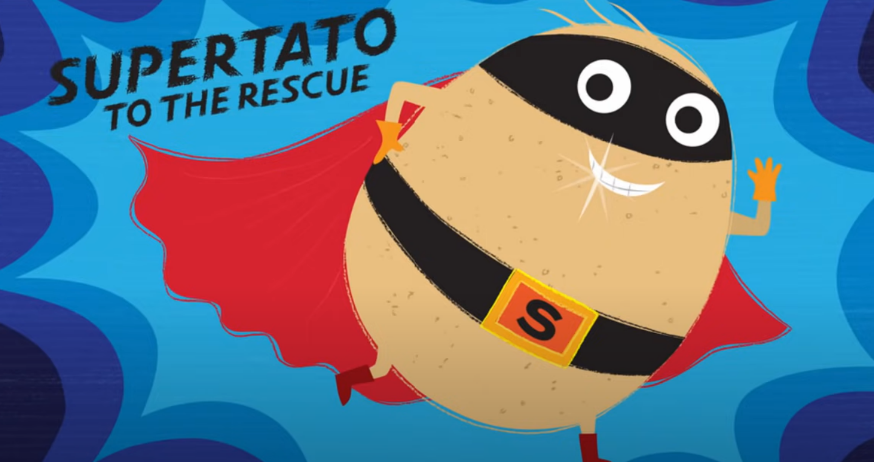 SUPERTATO
TO THE RESCUE
S